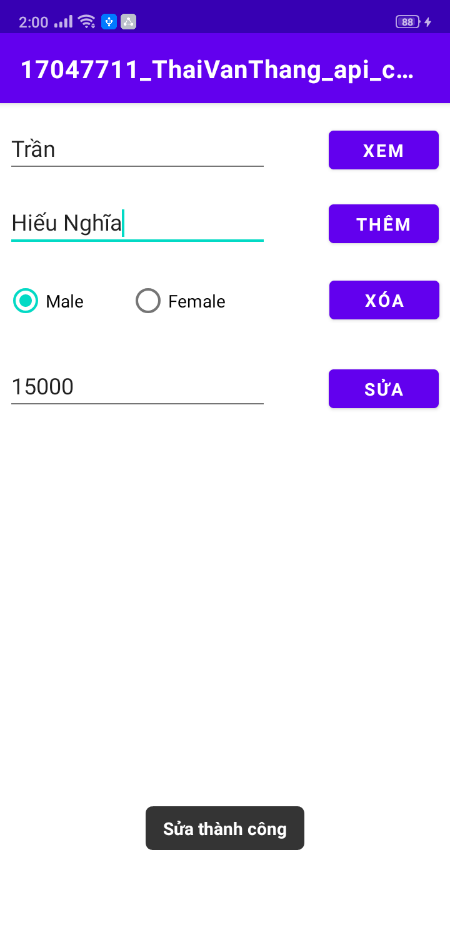 2:00 88
17047711_ThaiVanThang_api_c...
Trần XEM
Hiếu Nghĩa THÊM
Male Female XÓA
15000 SỬA
Sửa thành công